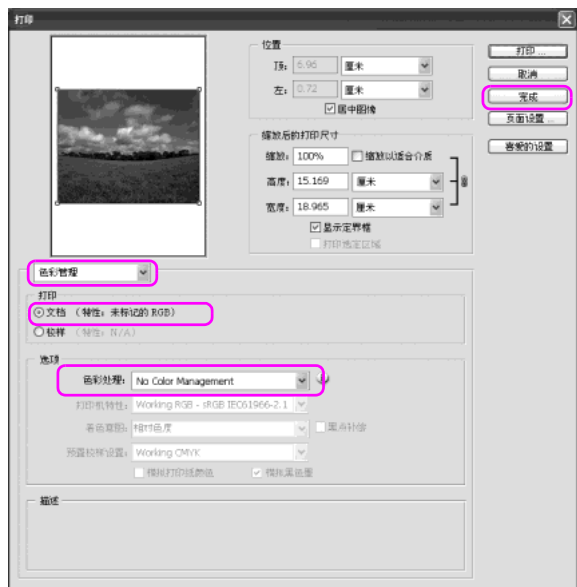 打印
位置
顶： 6.96 厘米
左： 0.72 厘米
居中图像
缩放后的打印尺寸
缩放： 100% 缩放以适合介质
高度： 15.169 厘米
宽度： 18.965 厘米
显示定界框
打印选定区域
打印...
取消
完成
页面设置...
喜爱的设置
色彩管理
打印
文档 （特性：未标记的 RGB）
校样 （特性：N/A）
选项
色彩处理： No Color Management
打印机特性： Working RGB - sRGB IEC61966-2.1
着色意图： 相对色度 黑点补偿
预置校样设置： Working CMYK
模拟打印纸颜色 模拟黑色墨
描述